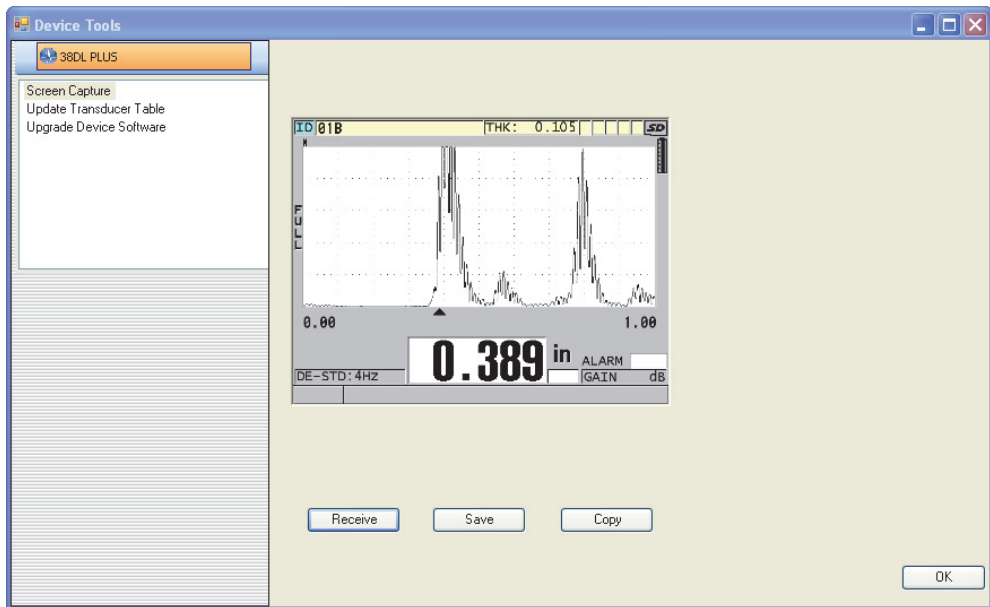 Device Tools
38DL PLUS
Screen Capture
Update Transducer Table
Upgrade Device Software
ID 01B THK: 0.105 SD
FULL
0.00 1.00
0.389 in ALARM
DE-STD:4HZ GAIN dB
Receive Save Copy
OK